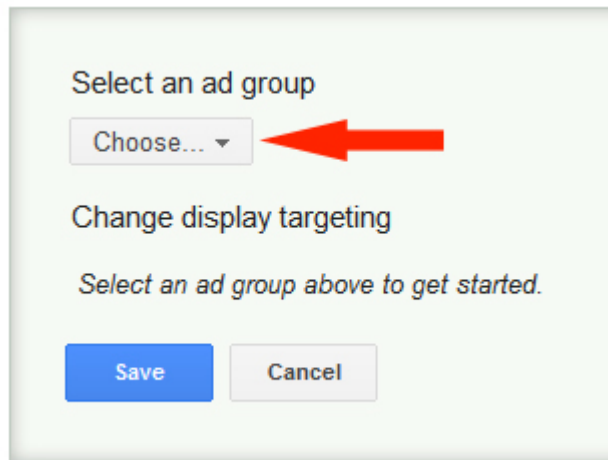 Select an ad group
Choose...
Change display targeting
Select an ad group above to get started.
Save
Cancel